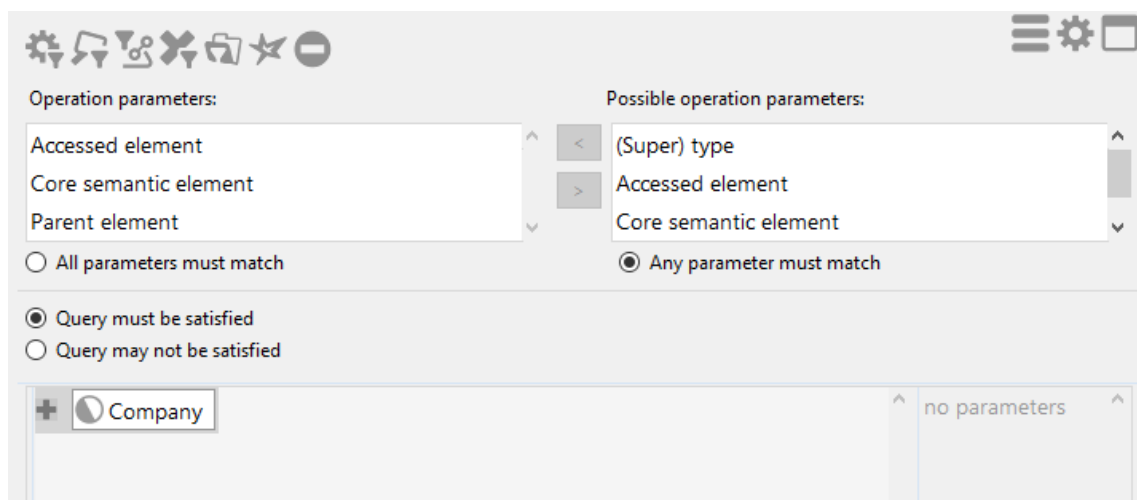 Operation parameters:
Possible operation parameters:
Accessed element
Core semantic element
Parent element
<
>
(Super) type
Accessed element
Core semantic element
All parameters must match
Any parameter must match
Query must be satisfied
Query may not be satisfied
Company
no parameters